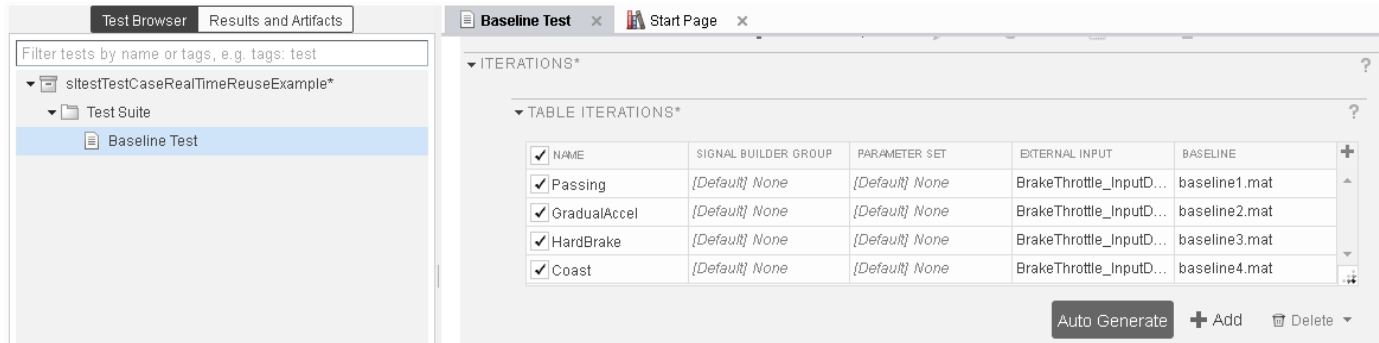 Test Browser Results and Artifacts
Filter tests by name or tags, e.g. tags: test
sltestTestCaseRealTimeReuseExample*
Test Suite
Baseline Test
Baseline Test × Start Page ×
ITERATIONS* ?
TABLE ITERATIONS* ?
NAME SIGNAL BUILDER GROUP PARAMETER SET EXTERNAL INPUT BASELINE
Passing [Default] None [Default] None BrakeThrottle_InputD... baseline1.mat
GradualAccel [Default] None [Default] None BrakeThrottle_InputD... baseline2.mat
HardBrake [Default] None [Default] None BrakeThrottle_InputD... baseline3.mat
Coast [Default] None [Default] None BrakeThrottle_InputD... baseline4.mat
Auto Generate Add Delete